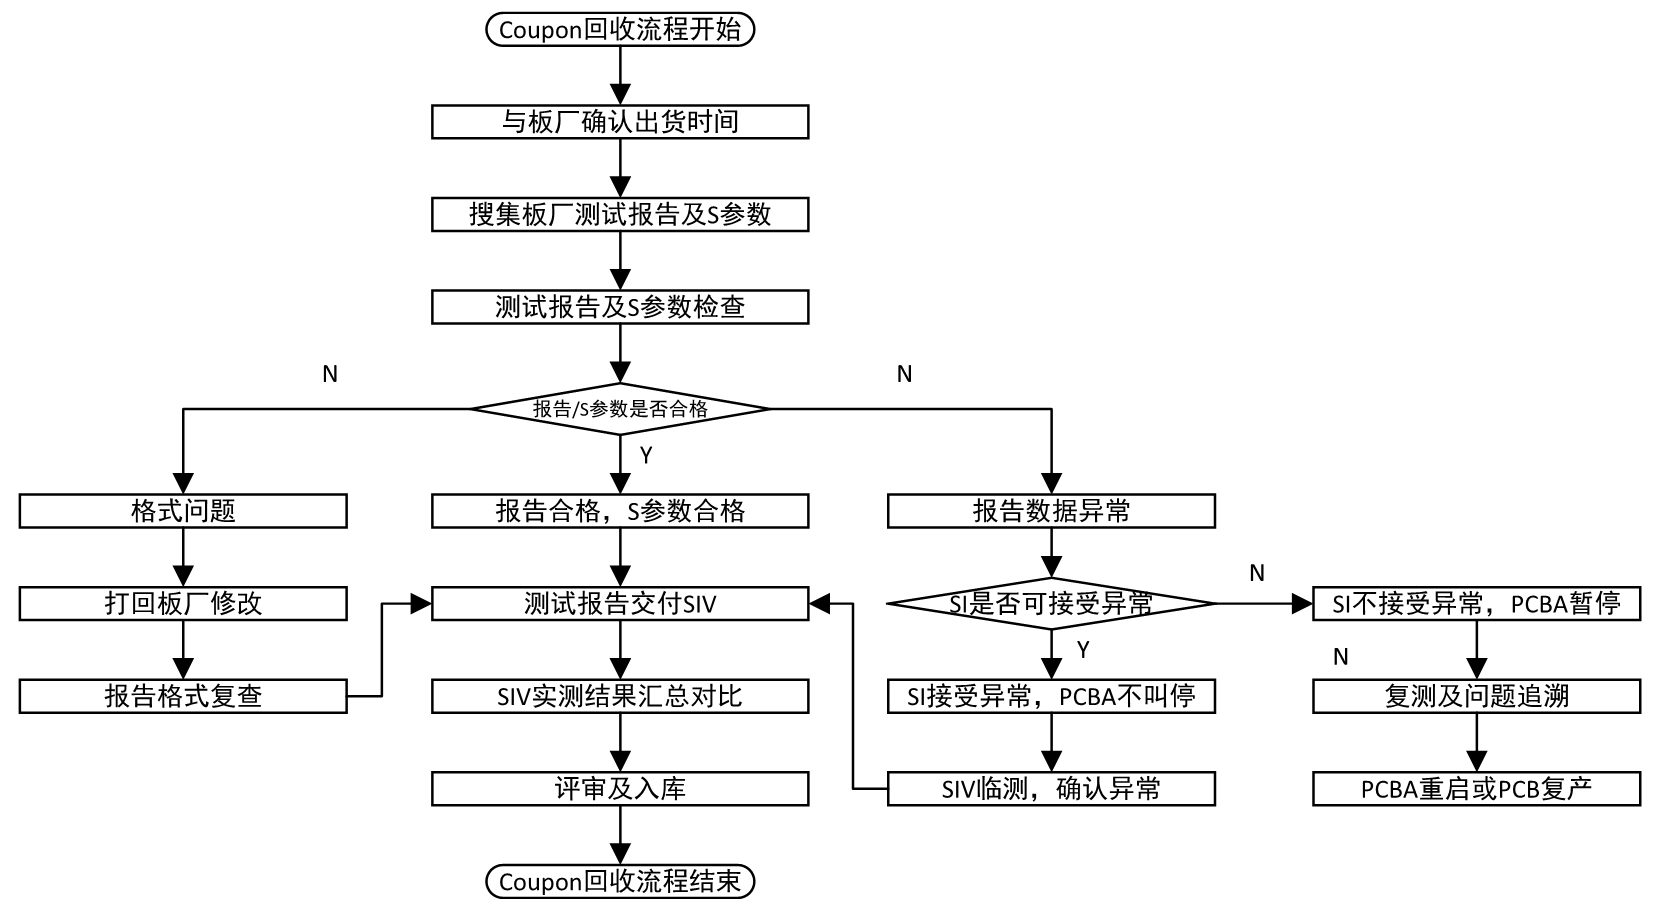 Coupon回收流程开始
与板厂确认出货时间
搜集板厂测试报告及S参数
测试报告及S参数检查
N
N
报告/S参数是否合格
Y
格式问题
报告合格，S参数合格
报告数据异常
N
打回板厂修改
测试报告交付SIV
SI是否可接受异常
SI不接受异常，PCBA暂停
Y
N
报告格式复查
SIV实测结果汇总对比
SI接受异常，PCBA不叫停
复测及问题追溯
评审及入库
SIV临测，确认异常
PCBA重启或PCB复产
Coupon回收流程结束